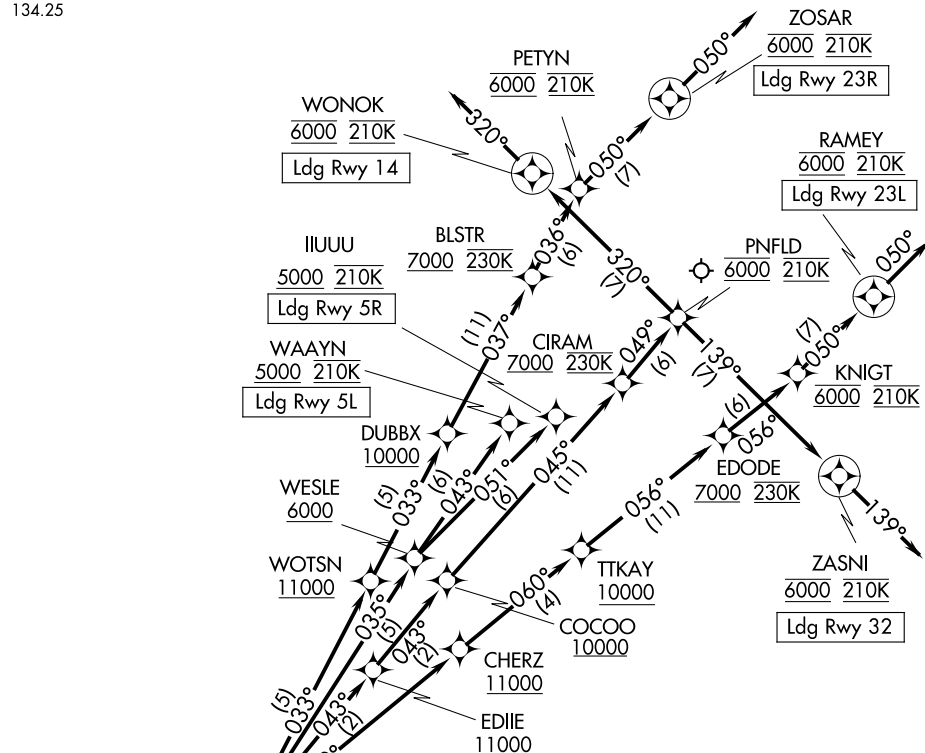 134.25
ZOSAR
6000 210K
Ldg Rwy 23R
050°
PETYN
6000 210K
WONOK
6000 210K
Ldg Rwy 14
320°
050°
(7)
RAMEY
6000 210K
Ldg Rwy 23L
IIUUU
5000 210K
Ldg Rwy 5R
BLSTR
7000 230K
036°
(6)
320°
(7)
PNFLD
6000 210K
050°
WAAYN
5000 210K
Ldg Rwy 5L
(11)
037°
CIRAM
7000 230K
049°
(6)
139°
(7)
(7)
050°
KNIGT
6000 210K
DUBBX
10000
(6)
056°
EDODE
7000 230K
WESLE
6000
(5)
033°
(6)
043°
051°
(6)
045°
(11)
056°
(11)
139°
WOTSN
11000
TTKAY
10000
ZASNI
6000 210K
Ldg Rwy 32
035°
(5)
043°
(2)
060°
(4)
COCOO
10000
CHERZ
11000
(5)
033°
043°
(2)
EDIIE
11000